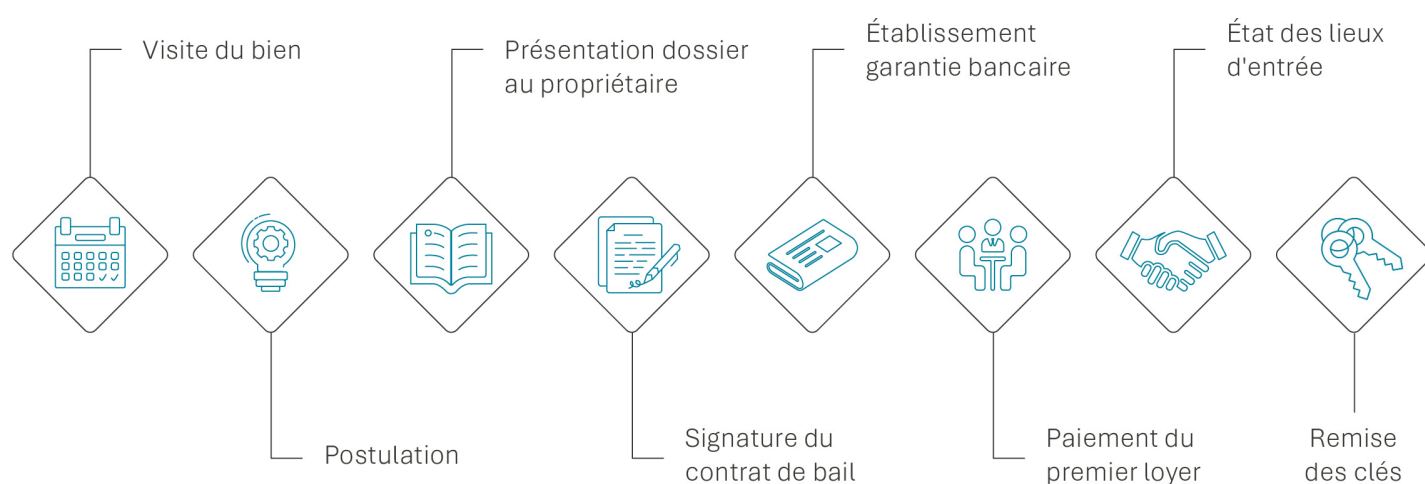 Visite du bien
Postulation
Présentation dossier
au propriétaire
Signature du
contrat de bail
Établissement
garantie bancaire
Paiement du
premier loyer
État des lieux
d'entrée
Remise
des clés